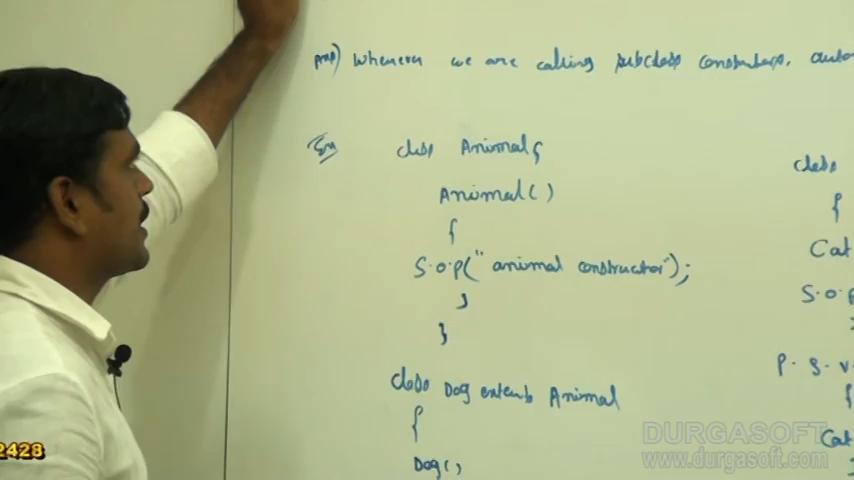 Whenever we are calling subclass constructors,
Ex
class Animal{
Animal()
{
S.o.p("animal constructor");
}
}
class Dog extends Animal
{
Dog()
class
{
Cat
S.o.p
P. S. V.
{
Cat
2428
DURGASOFT
www.durgasoft.com